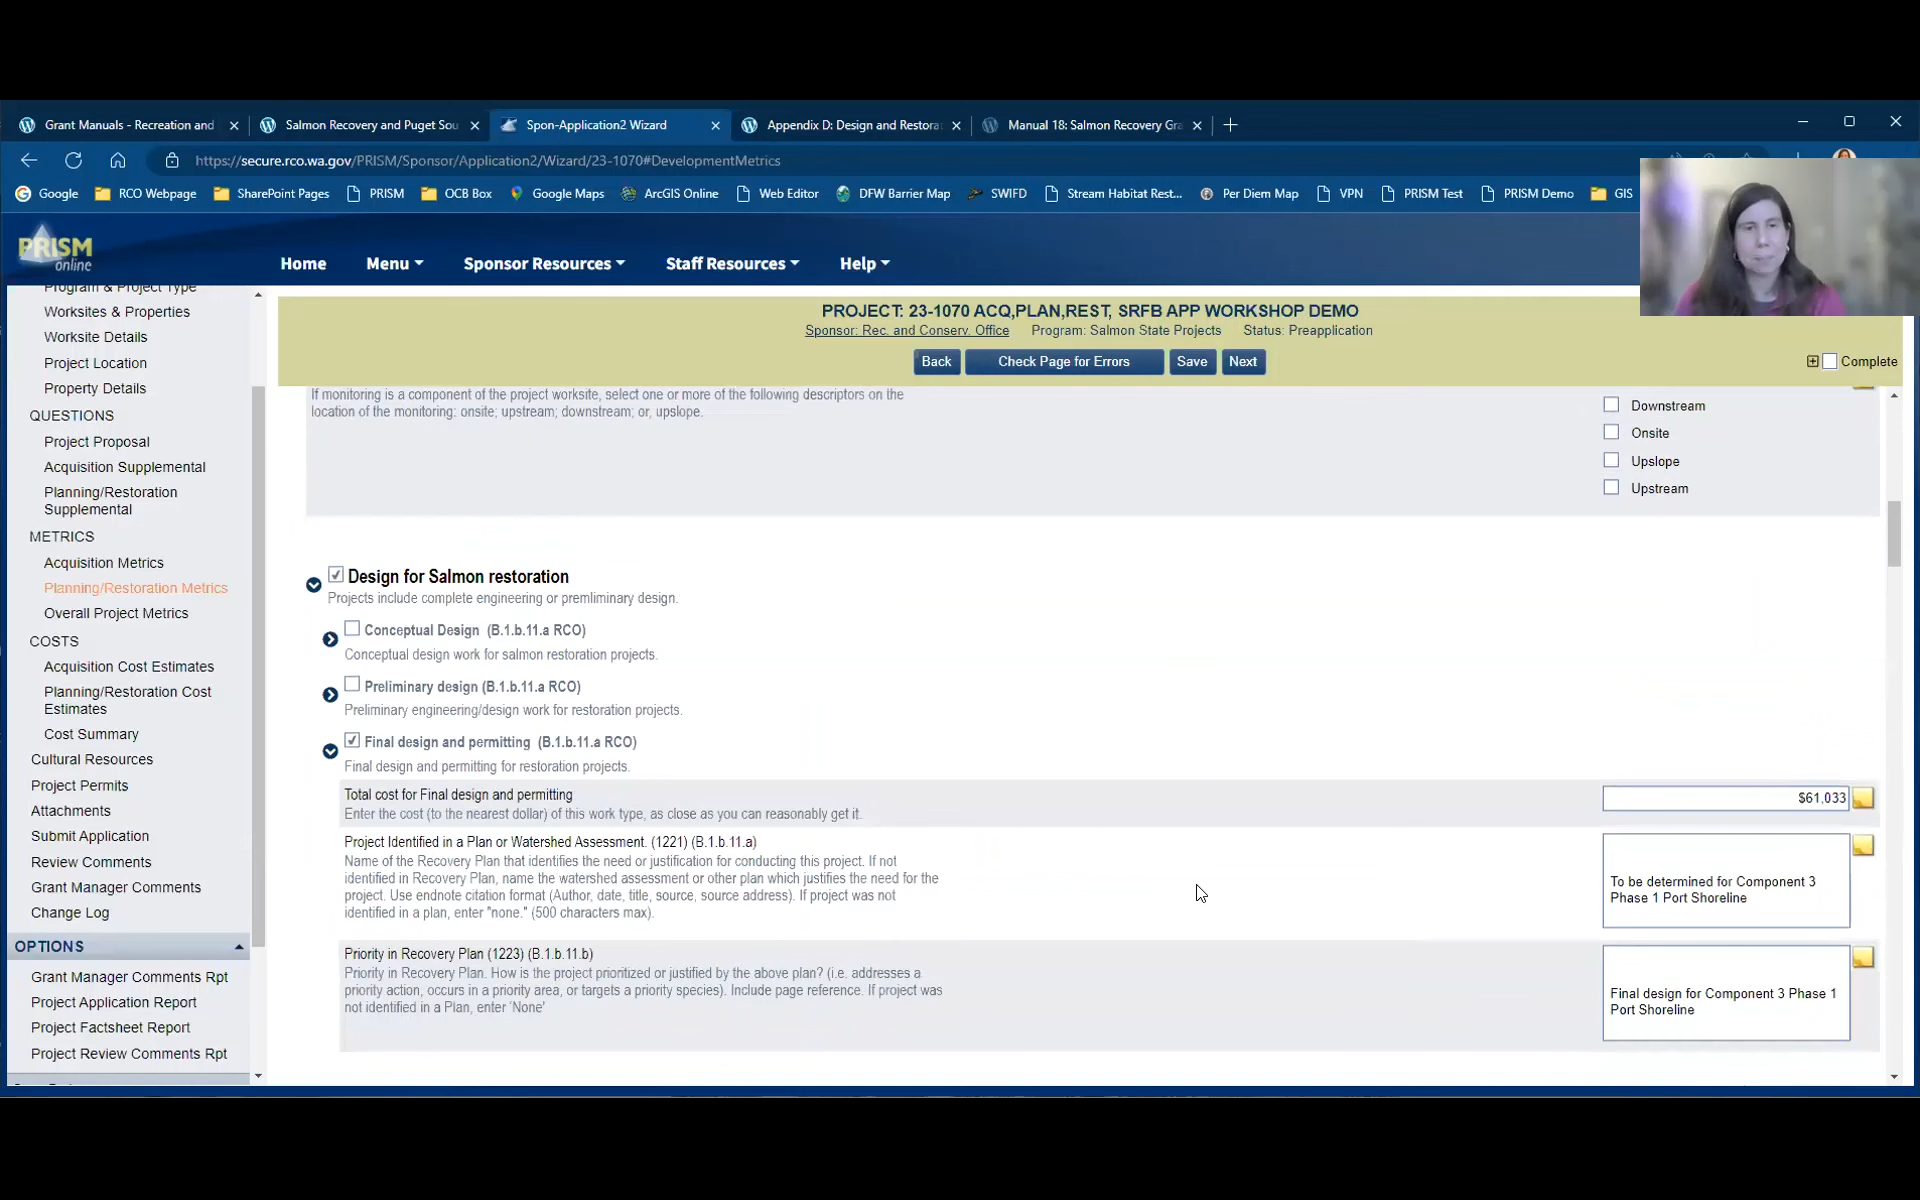 Grant Manuals - Recreation and
Salmon Recovery and Puget Sou
Spon-Application2 Wizard
Appendix D: Design and Restora
Manual 18: Salmon Recovery Gra
https://secure.rco.wa.gov/PRISM/Sponsor/Application2/Wizard/23-1070#DevelopmentMetrics
Google
RCO Webpage
SharePoint Pages
PRISM
OCB Box
Google Maps
ArcGIS Online
Web Editor
DFW Barrier Map
SWIFD
Stream Habitat Rest...
Per Diem Map
VPN
PRISM Test
PRISM Demo
GIS
PRISM
online
Home
Menu
Sponsor Resources
Staff Resources
Help
Program & Project Type
Worksites & Properties
Worksite Details
Project Location
Property Details
QUESTIONS
Project Proposal
Acquisition Supplemental
Planning/Restoration
Supplemental
METRICS
Acquisition Metrics
Planning/Restoration Metrics
Overall Project Metrics
COSTS
Acquisition Cost Estimates
Planning/Restoration Cost
Estimates
Cost Summary
Cultural Resources
Project Permits
Attachments
Submit Application
Review Comments
Grant Manager Comments
Change Log
OPTIONS
Grant Manager Comments Rpt
Project Application Report
Project Factsheet Report
Project Review Comments Rpt
PROJECT: 23-1070 ACQ,PLAN,REST, SRFB APP WORKSHOP DEMO
Sponsor: Rec. and Conserv. Office Program: Salmon State Projects Status: Preapplication
Back
Check Page for Errors
Save
Next
Complete
If monitoring is a component of the project worksite, select one or more of the following descriptors on the
location of the monitoring: onsite; upstream; downstream; or, upslope.
Downstream
Onsite
Upslope
Upstream
Design for Salmon restoration
Projects include complete engineering or premliminary design.
Conceptual Design (B.1.b.11.a RCO)
Conceptual design work for salmon restoration projects.
Preliminary design (B.1.b.11.a RCO)
Preliminary engineering/design work for restoration projects.
Final design and permitting (B.1.b.11.a RCO)
Final design and permitting for restoration projects.
Total cost for Final design and permitting
Enter the cost (to the nearest dollar) of this work type, as close as you can reasonably get it.
$61,033
Project Identified in a Plan or Watershed Assessment. (1221) (B.1.b.11.a)
Name of the Recovery Plan that identifies the need or justification for conducting this project. If not
identified in Recovery Plan, name the watershed assessment or other plan which justifies the need for the
project. Use endnote citation format (Author, date, title, source, source address). If project was not
identified in a plan, enter "none." (500 characters max).
To be determined for Component 3
Phase 1 Port Shoreline
Priority in Recovery Plan (1223) (B.1.b.11.b)
Priority in Recovery Plan. How is the project prioritized or justified by the above plan? (i.e. addresses a
priority action, occurs in a priority area, or targets a priority species). Include page reference. If project was
not identified in a Plan, enter 'None'
Final design for Component 3 Phase 1
Port Shoreline